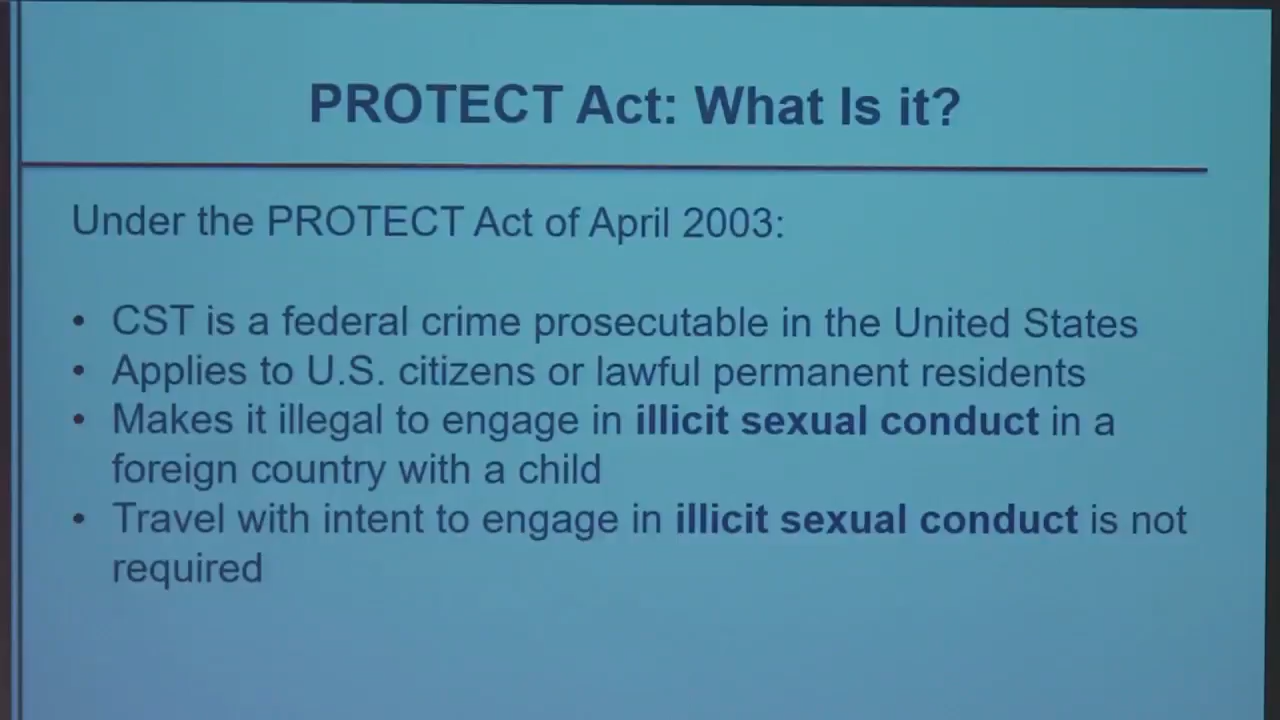 PROTECT Act: What Is it?
Under the PROTECT Act of April 2003:
• CST is a federal crime prosecutable in the United States
• Applies to U.S. citizens or lawful permanent residents
• Makes it illegal to engage in illicit sexual conduct in a
foreign country with a child
• Travel with intent to engage in illicit sexual conduct is not
required